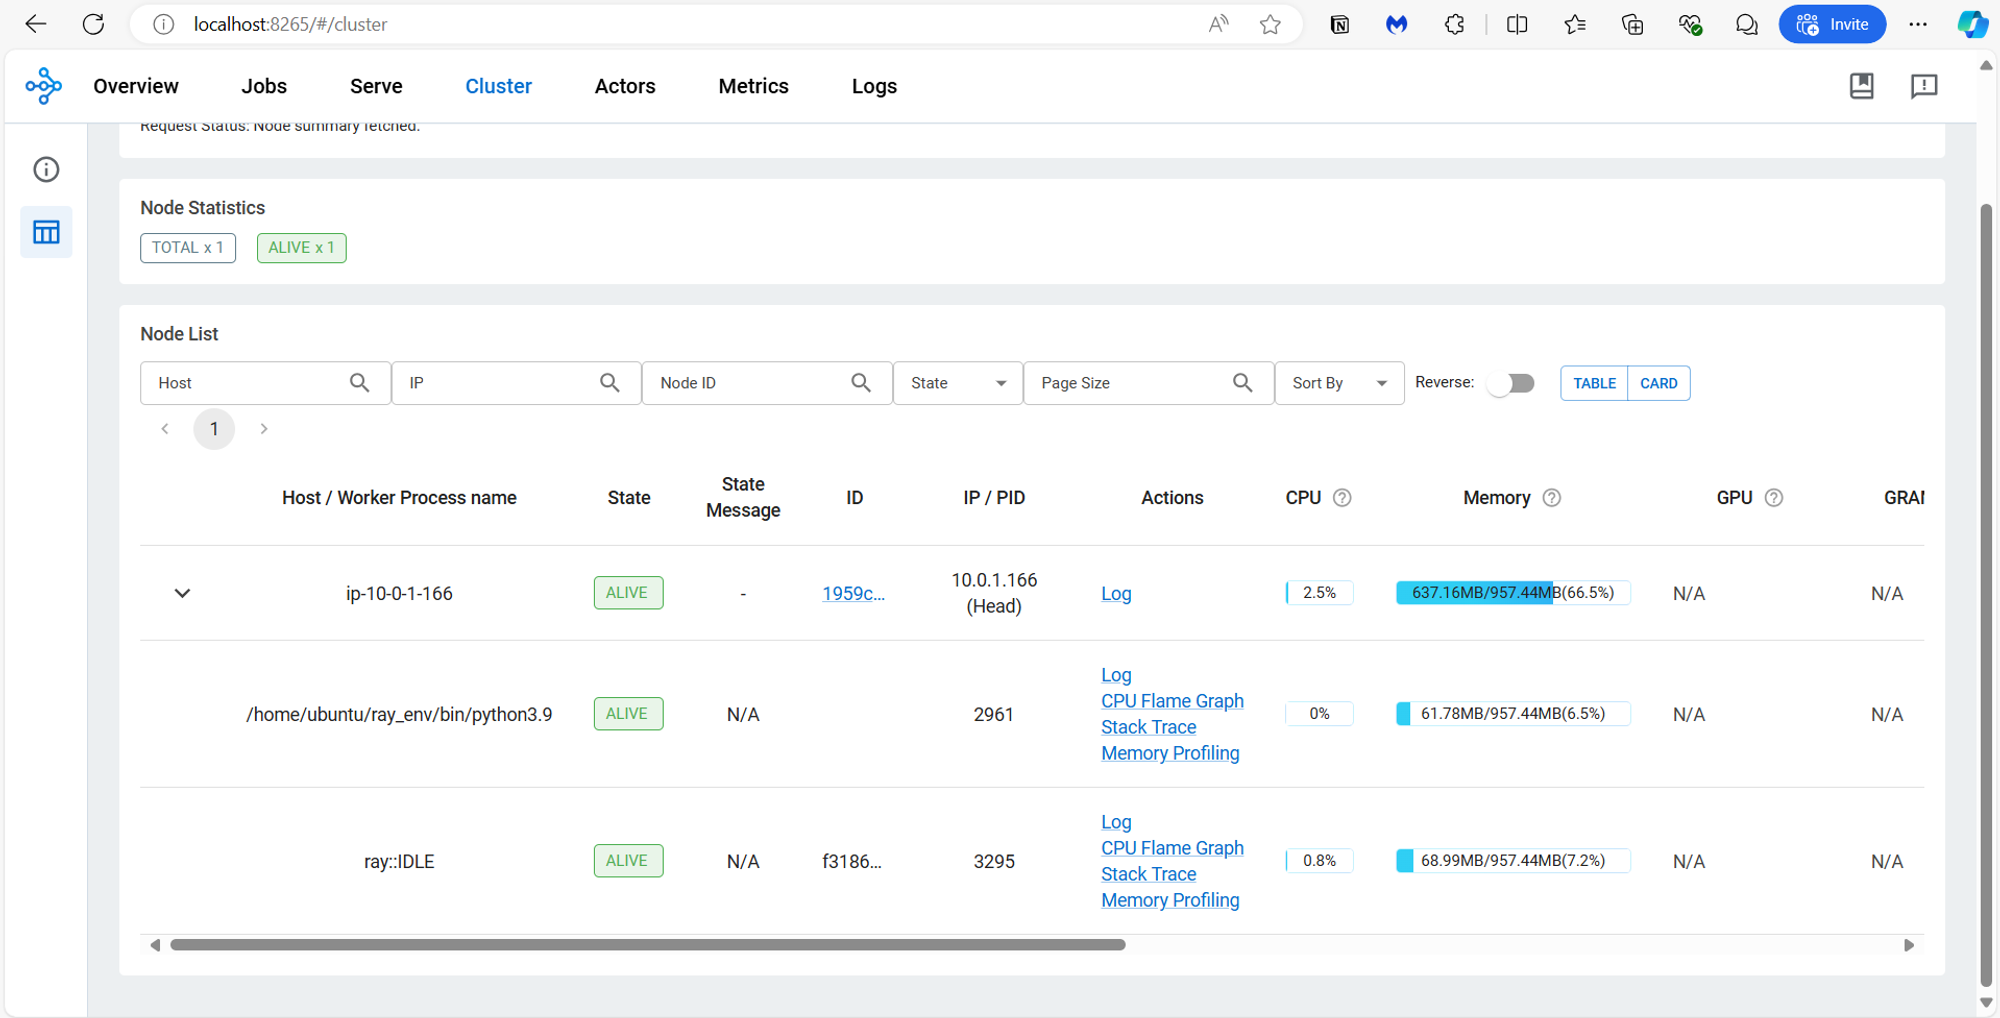 localhost:8265/#/cluster
Invite
Overview Jobs Serve Cluster Actors Metrics Logs
Request Status: Node summary fetched.
Node Statistics
TOTAL x 1 ALIVE x 1
Node List
Host IP Node ID State Page Size Sort By Reverse: TABLE CARD
1
Host / Worker Process name State State Message ID IP / PID Actions CPU Memory GPU GRAM
ip-10-0-1-166 ALIVE - 1959c... 10.0.1.166 (Head) Log 2.5% 637.16MB/957.44MB(66.5%) N/A N/A
/home/ubuntu/ray_env/bin/python3.9 ALIVE N/A 2961
Log
CPU Flame Graph
Stack Trace
Memory Profiling
0% 61.78MB/957.44MB(6.5%) N/A N/A
ray::IDLE ALIVE N/A f3186... 3295
Log
CPU Flame Graph
Stack Trace
Memory Profiling
0.8% 68.99MB/957.44MB(7.2%) N/A N/A